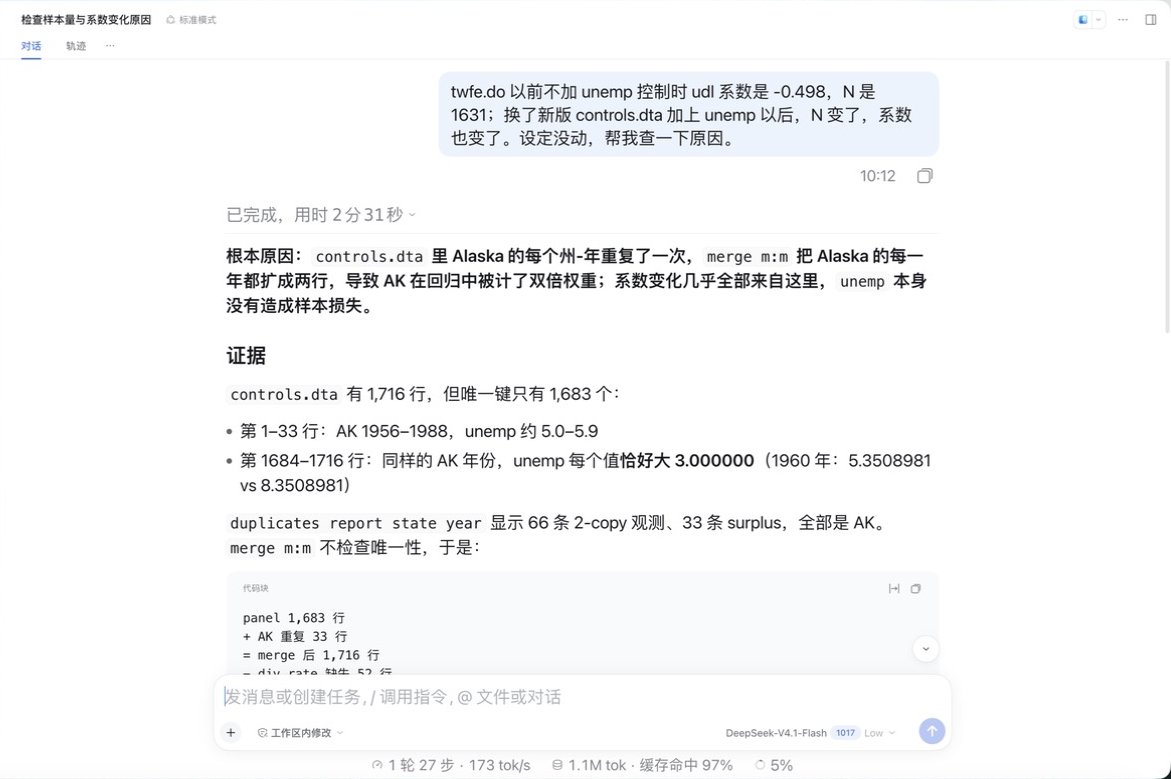 检查样本量与系数变化原因 标准模式
对话 轨迹 ···
twfe.do 以前不加 unemp 控制时 udl 系数是 -0.498，N 是
1631；换了新版 controls.dta 加上 unemp 以后，N 变了，系数
也变了。设定没动，帮我查一下原因。
10:12
已完成，用时 2 分 31 秒
根本原因： controls.dta 里 Alaska 的每个州-年重复了一次， merge m:m 把 Alaska 的每一
年都扩成两行，导致 AK 在回归中被计了双倍权重；系数变化几乎全部来自这里， unemp 本身
没有造成样本损失。
证据
controls.dta 有 1,716 行，但唯一键只有 1,683 个：
• 第 1–33 行：AK 1956–1988，unemp 约 5.0–5.9
• 第 1684–1716 行：同样的 AK 年份，unemp 每个值恰好大 3.000000（1960 年：5.3508981
vs 8.3508981）
duplicates report state year 显示 66 条 2-copy 观测、33 条 surplus，全部是 AK。
merge m:m 不检查唯一性，于是：
代码块
panel 1,683 行
+ AK 重复 33 行
= merge 后 1,716 行
− div_rate 缺失 52 行
发消息或创建任务, / 调用指令, @ 文件或对话
+ 工作区内修改 DeepSeek-V4.1-Flash 1017 Low
1 轮 27 步 · 173 tok/s 1.1M tok · 缓存命中 97% 5%